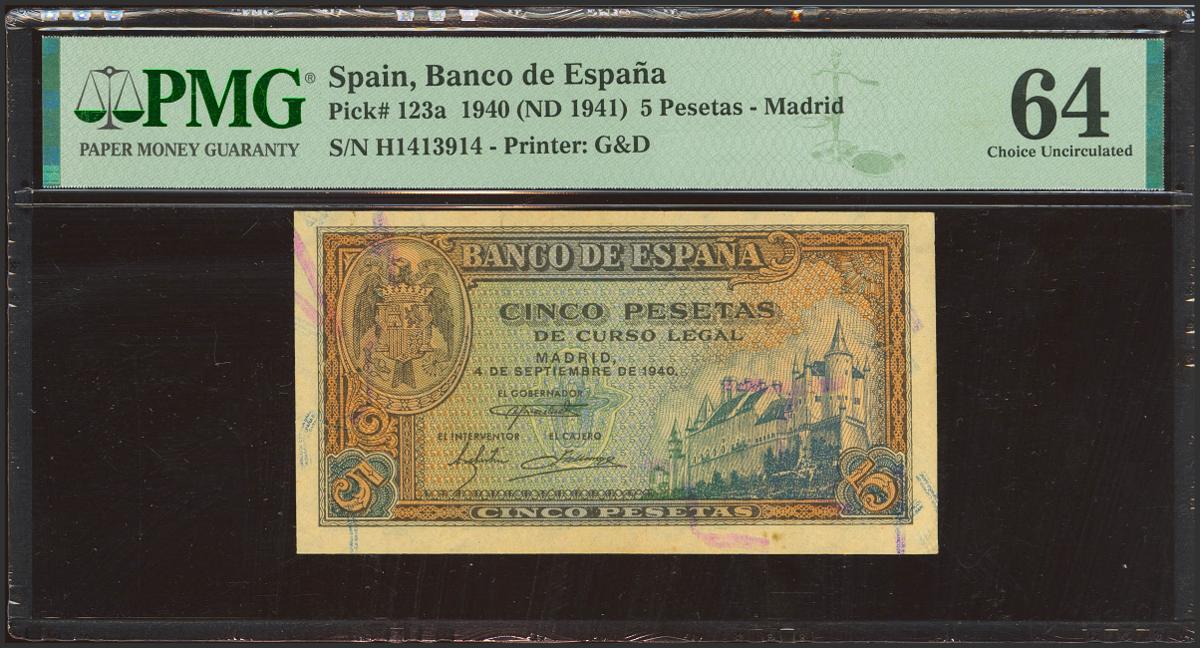 PMG®
PAPER MONEY GUARANTY
Spain, Banco de España
Pick# 123a 1940 (ND 1941) 5 Pesetas - Madrid
S/N H1413914 - Printer: G&D
64
Choice Uncirculated
BANCO DE ESPAÑA
CINCO PESETAS
DE CURSO LEGAL
MADRID,
4 DE SEPTIEMBRE DE 1940.
EL GOBERNADOR
EL INTERVENTOR EL CAJERO
5 5
CINCO PESETAS